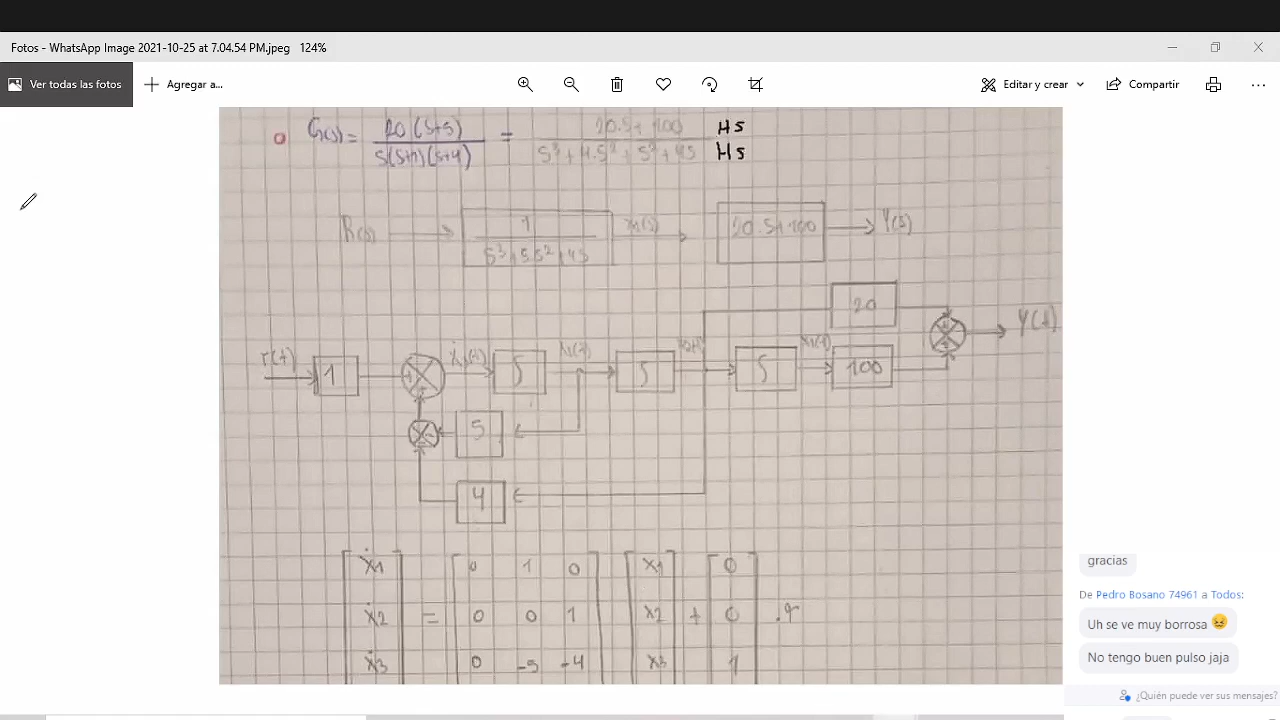 Fotos - WhatsApp Image 2021-10-25 at 7.04.54 PM.jpeg 124%
Ver todas las fotos
Agregar a...
Editar y crear
Compartir
G(s) = 20(s+5) / s(s+1)(s+4) = 20.s+100 / s³+4.s²+s²+4s
Hs
Hs
R(s) 1 / s³+5s²+4s X1(s) 20.s+100 Y(s)
20
r(t) 1 ∫ ∫ ∫ 100 Y(t)
5
4
ẋ1 0 1 0 x1 0
ẋ2 = 0 0 1 x2 + 0 .r
ẋ3 0 -5 -4 x3 1
gracias
De Pedro Bosano 74961 a Todos:
Uh se ve muy borrosa 😣
No tengo buen pulso jaja
¿Quién puede ver sus mensajes?